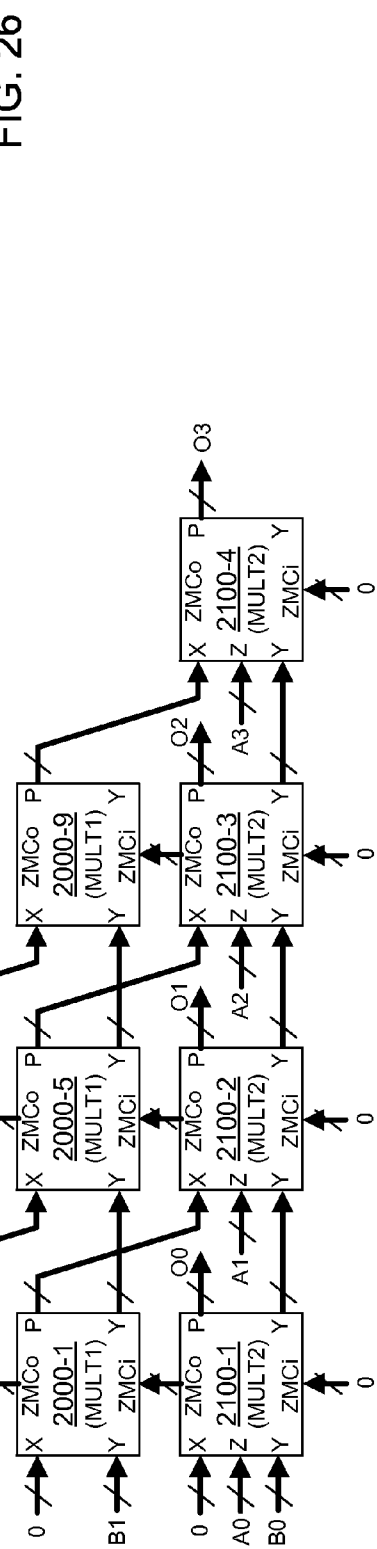 FIG. 26
0
B1
X
Y
ZMCo
2000-1
(MULT1)
ZMCi
P
Y
X
Y
ZMCo
2000-5
(MULT1)
ZMCi
P
Y
X
Y
ZMCo
2000-9
(MULT1)
ZMCi
P
Y
0
A0
B0
X
Z
Y
ZMCo
2100-1
(MULT2)
ZMCi
P
Y
O0
0
A1
X
Z
Y
ZMCo
2100-2
(MULT2)
ZMCi
P
Y
O1
0
A2
X
Z
Y
ZMCo
2100-3
(MULT2)
ZMCi
P
Y
O2
0
A3
X
Z
Y
ZMCo
2100-4
(MULT2)
ZMCi
P
Y
O3
0